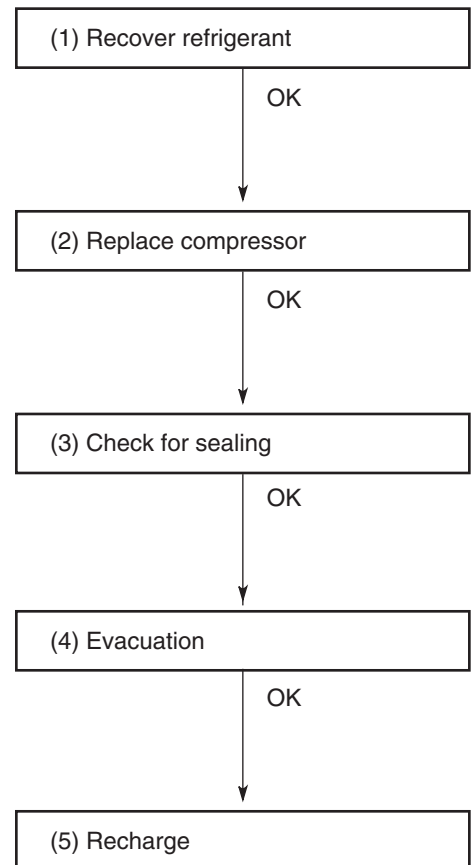 (1) Recover refrigerant
OK
(2) Replace compressor
OK
(3) Check for sealing
OK
(4) Evacuation
OK
(5) Recharge